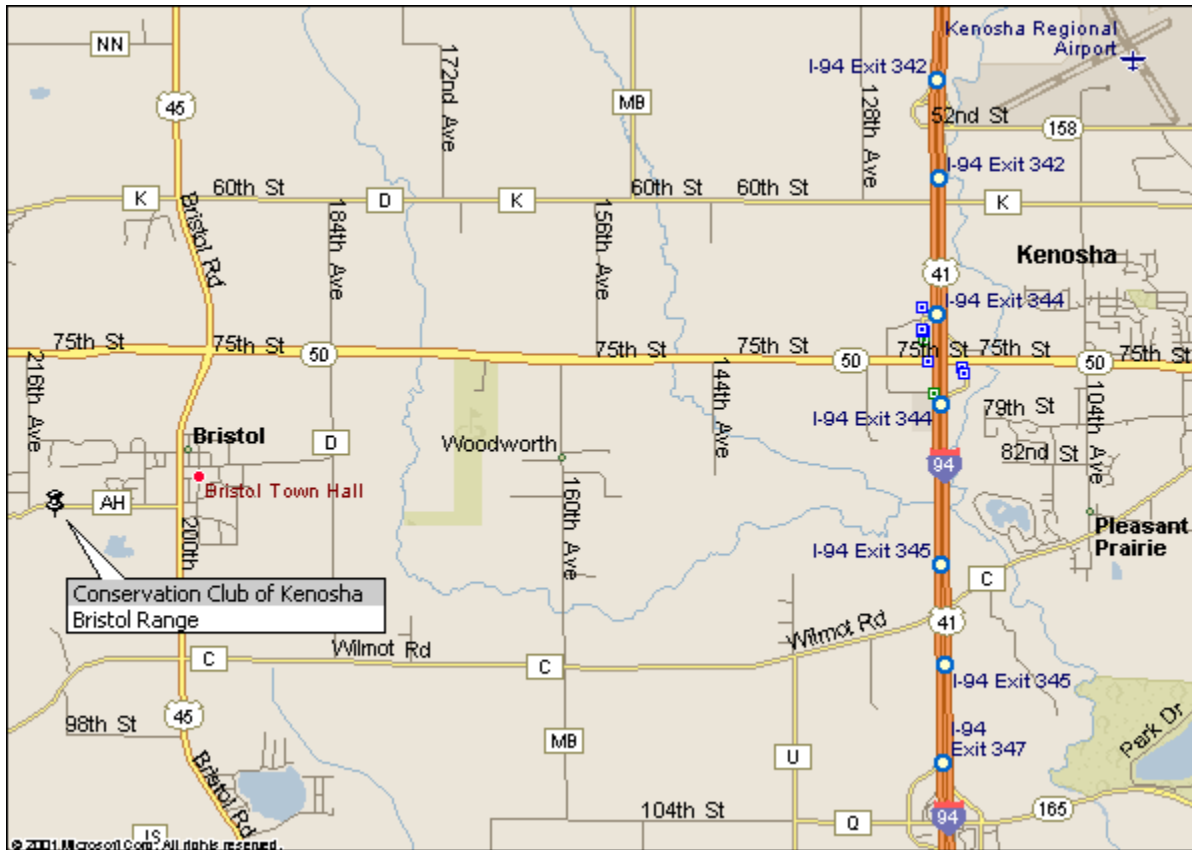 NN
45
172nd Ave
MB
128th Ave
I-94 Exit 342
Kenosha Regional
Airport
52nd St
158
I-94 Exit 342
K
60th St
D
K
60th St
60th St
K
Bristol Rd
184th Ave
156th Ave
41
Kenosha
I-94 Exit 344
75th St
75th St
50
75th St
50
75th St
75th St
50
75th St
216th Ave
144th Ave
104th Ave
I-94 Exit 344
79th St
82nd St
Bristol
D
Woodworth
94
Bristol Town Hall
AH
200th
160th Ave
Pleasant
Prairie
I-94 Exit 345
C
Conservation Club of Kenosha
Bristol Range
41
Wilmot Rd
Wilmot Rd
C
C
I-94 Exit 345
98th St
45
MB
U
I-94
Exit 347
Park Dr
Bristol Rd
104th St
Q
94
165
JS
© 2001 Microsoft Corp. All rights reserved.